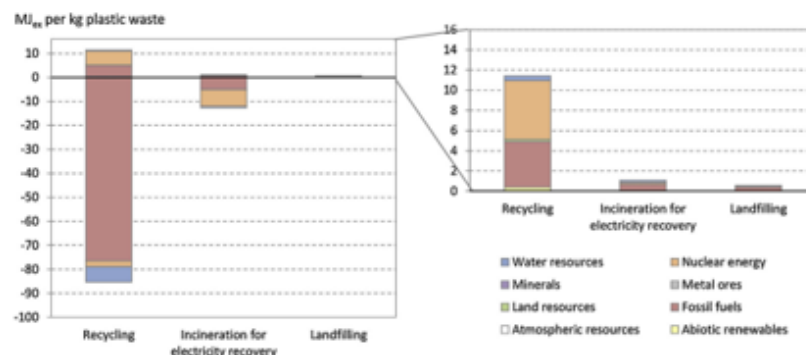 MJex per kg plastic waste
10
0
-10
-20
-30
-40
-50
-60
-70
-80
-90
-100
Recycling
Incineration for
electricity recovery
Landfilling
16
14
12
10
8
6
4
2
0
Recycling
Incineration for
electricity recovery
Landfilling
Water resources
Nuclear energy
Minerals
Metal ores
Land resources
Fossil fuels
Atmospheric resources
Abiotic renewables